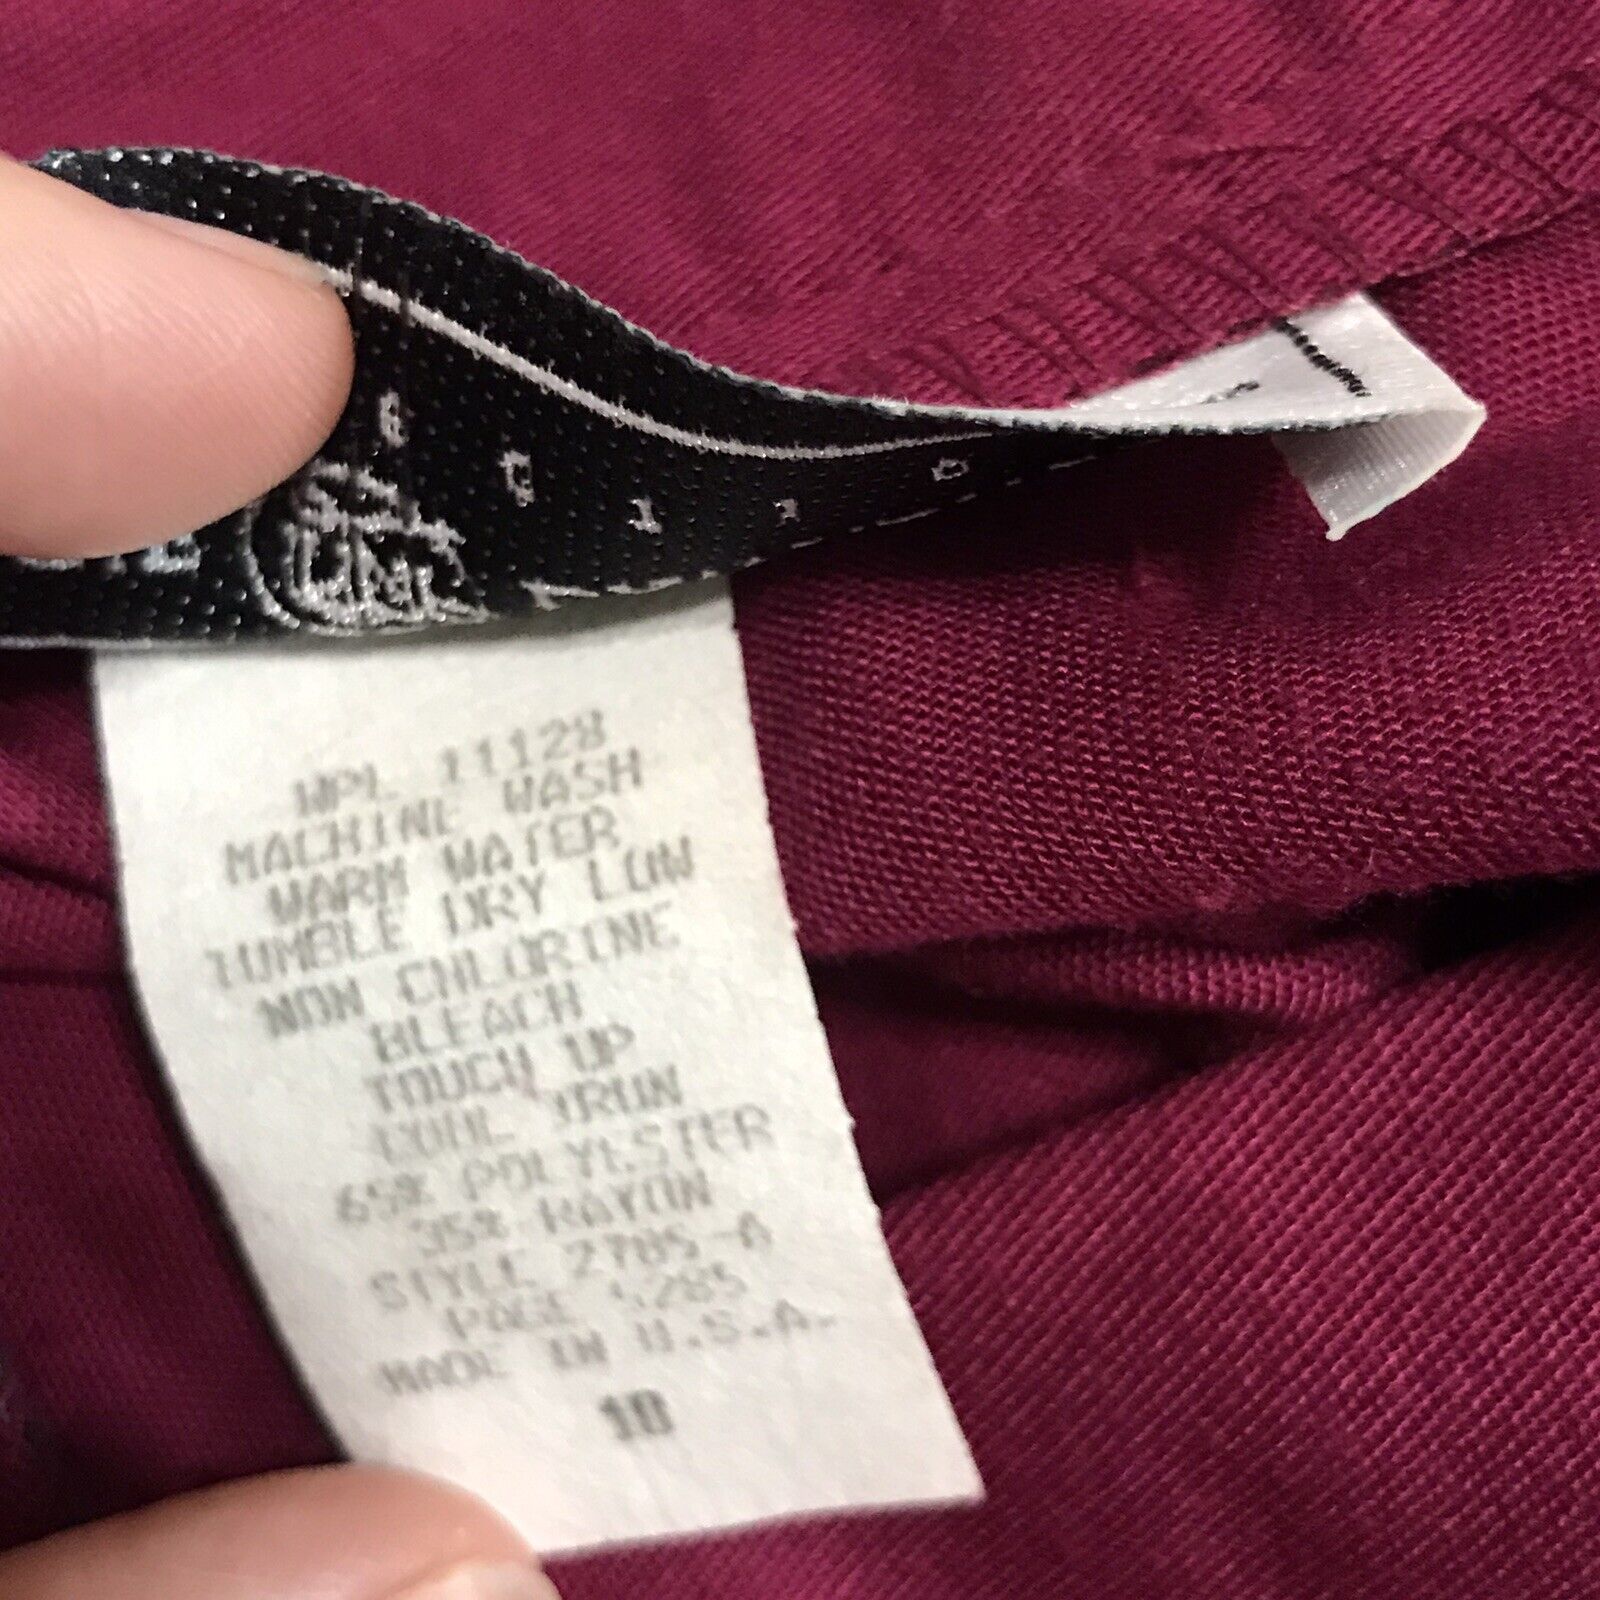 WPL 11128
MACHINE WASH
WARM WATER
TUMBLE DRY LOW
NON CHLORINE
BLEACH
TOUCH UP
COOL IRON
65% POLYESTER
35% RAYON
STYLE 2785-A
PAGE 5285
MADE IN U.S.A.
10